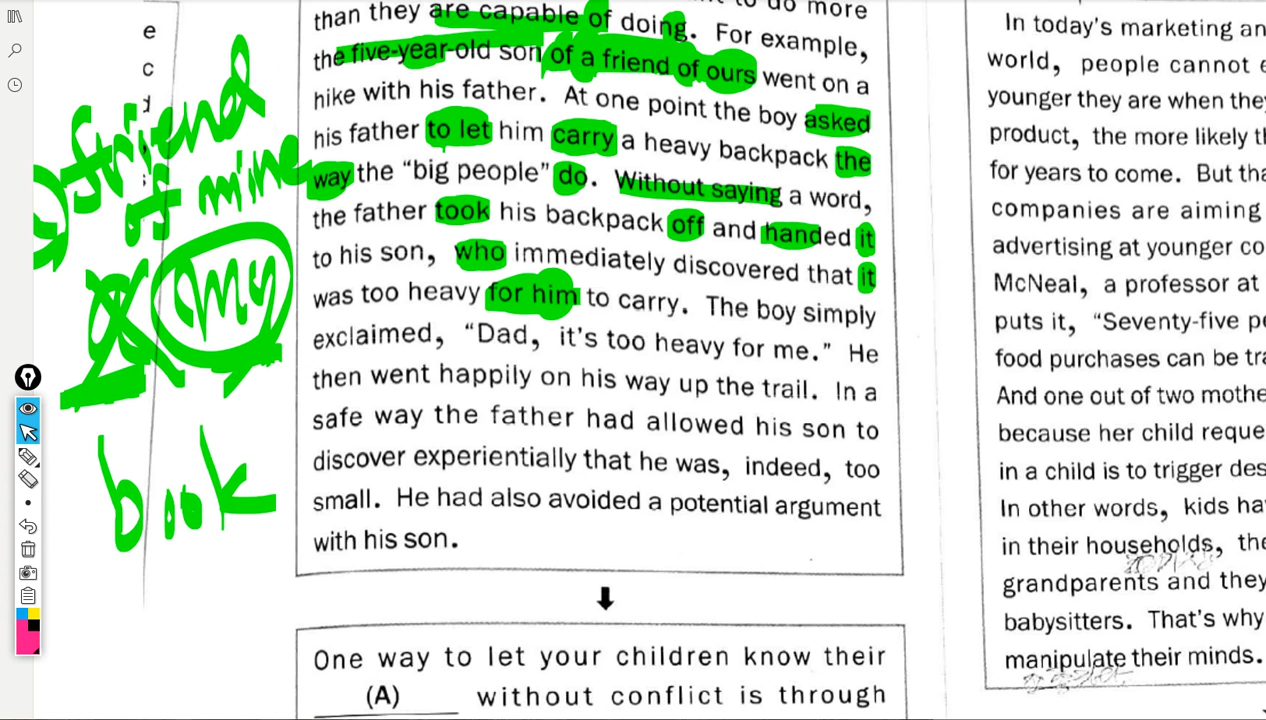 e
c
friend
of mine
a my
book
than they are capable of doing. For example,
the five-year-old son of a friend of ours went on a
hike with his father. At one point the boy asked
his father to let him carry a heavy backpack the
way the “big people” do. Without saying a word,
the father took his backpack off and handed it
to his son, who immediately discovered that it
was too heavy for him to carry. The boy simply
exclaimed, “Dad, it's too heavy for me.” He
then went happily on his way up the trail. In a
safe way the father had allowed his son to
discover experientially that he was, indeed, too
small. He had also avoided a potential argument
with his son.
One way to let your children know their
(A) without conflict is through
In today's marketing an
world, people cannot e
younger they are when they
product, the more likely th
for years to come. But tha
companies are aiming
advertising at younger co
McNeal, a professor at
puts it, “Seventy-five pe
food purchases can be tra
And one out of two mothe
because her child reque
in a child is to trigger des
In other words, kids ha
in their households, the
grandparents and they
babysitters. That's why
manipulate their minds.